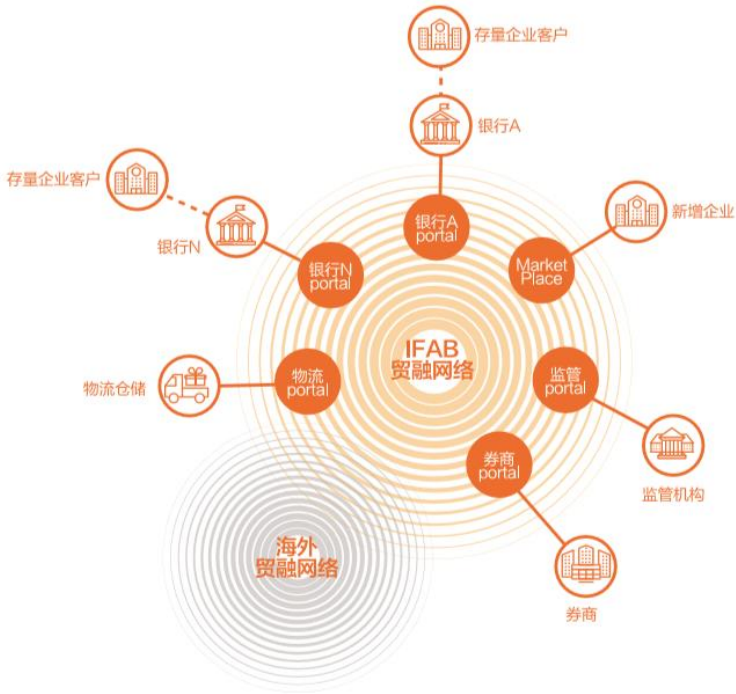 存量企业客户
银行A
存量企业客户
银行N
新增企业
银行A
portal
银行N
portal
Market
Place
IFAB
贸融网络
物流仓储
物流
portal
监管
portal
券商
portal
监管机构
海外
贸融网络
券商